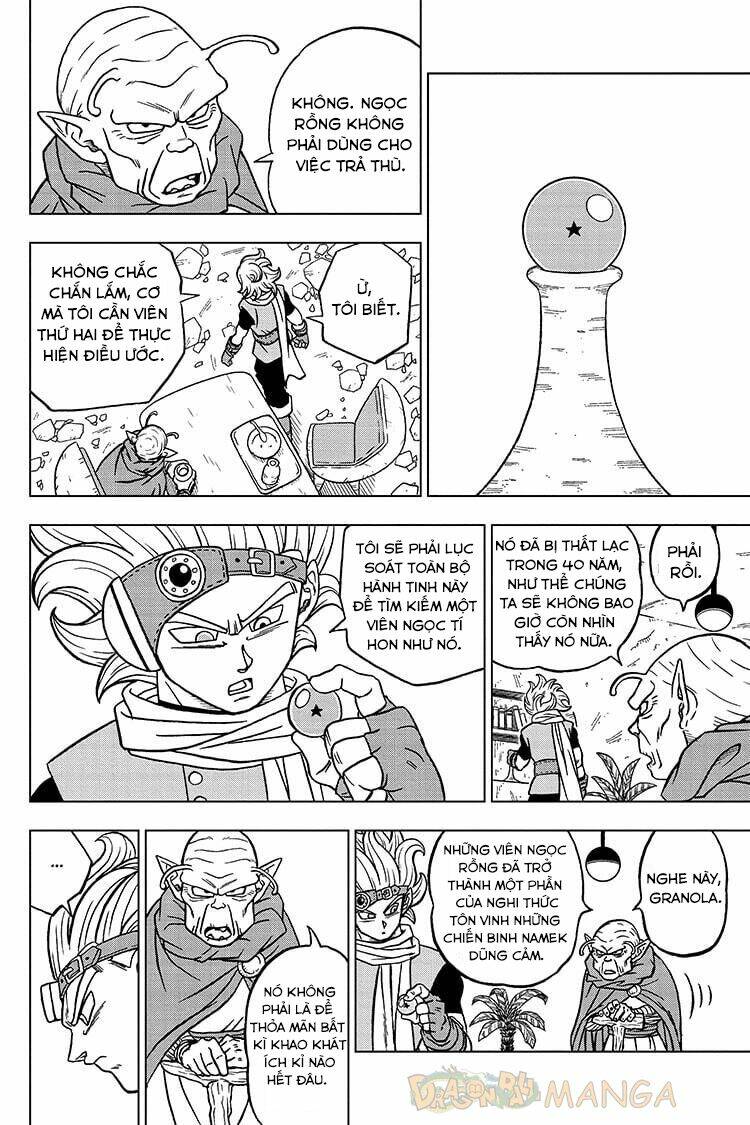 KHÔNG. NGỌC
RỒNG KHÔNG
PHẢI DÙNG CHO
VIỆC TRẢ THÙ.
KHÔNG CHẮC
CHẮN LẮM, CƠ
MÀ TÔI CẦN VIÊN
THỨ HAI ĐỂ THỰC
HIỆN ĐIỀU ƯỚC.
Ừ,
TÔI BIẾT.
TÔI SẼ PHẢI LỤC
SOÁT TOÀN BỘ
HÀNH TINH NÀY
ĐỂ TÌM KIẾM MỘT
VIÊN NGỌC TÍ
HON NHƯ NÓ.
NÓ ĐÃ BỊ THẤT LẠC
TRONG 40 NĂM,
NHƯ THỂ CHÚNG
TA SẼ KHÔNG BAO
GIỜ CÒN NHÌN
THẤY NÓ NỮA.
PHẢI
RỒI.
...
NÓ KHÔNG
PHẢI LÀ ĐỂ
THỎA MÃN BẤT
KÌ KHAO KHÁT
ÍCH KỈ NÀO
HẾT ĐÂU.
NHỮNG VIÊN NGỌC
RỒNG ĐÃ TRỞ
THÀNH MỘT PHẦN
CỦA NGHI THỨC
TÔN VINH NHỮNG
CHIẾN BINH NAMEK
DŨNG CẢM.
NGHE NÀY,
GRANOLA.
DRAGON BALL MANGA